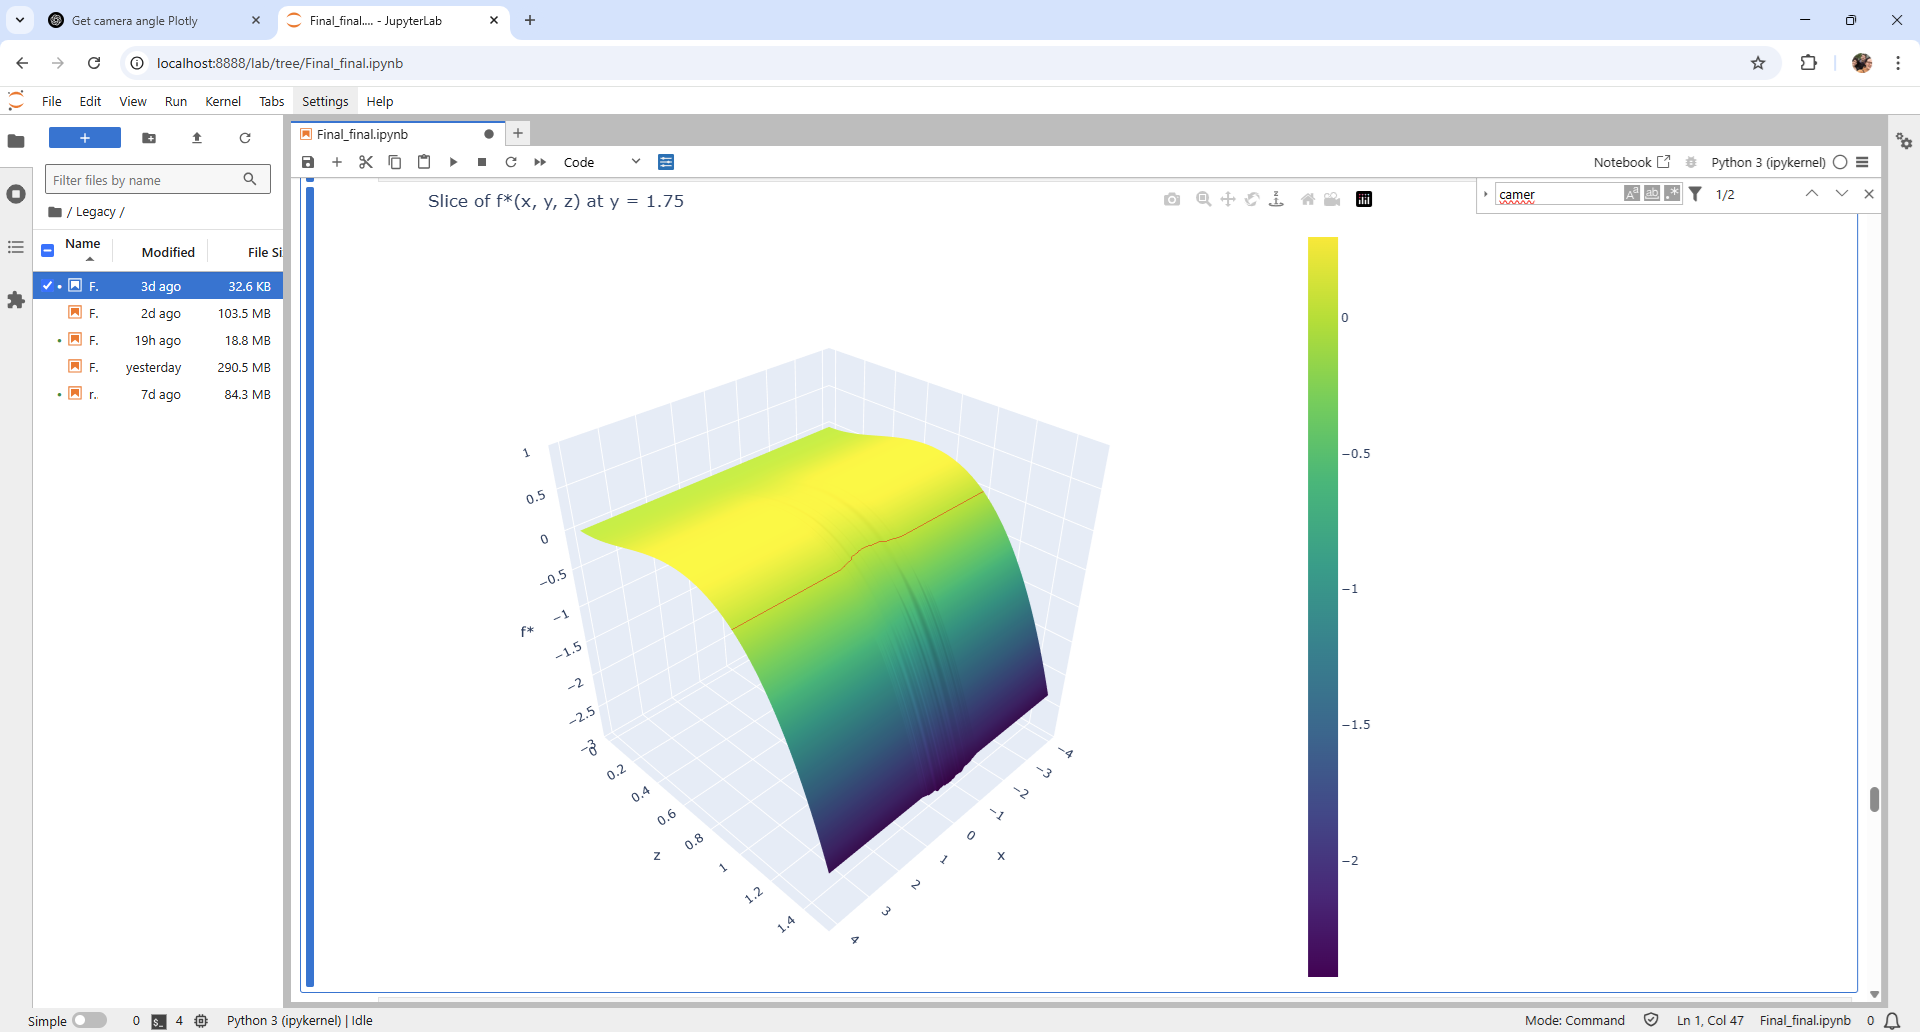 Get camera angle Plotly
Final_final.... - JupyterLab
localhost:8888/lab/tree/Final_final.ipynb
File Edit View Run Kernel Tabs Settings Help
Final_final.ipynb
Code
Notebook
Python 3 (ipykernel)
Filter files by name
/ Legacy /
Name Modified File Si
F. 3d ago 32.6 KB
F. 2d ago 103.5 MB
F. 19h ago 18.8 MB
F. yesterday 290.5 MB
r.. 7d ago 84.3 MB
camer
Aa ab .* 1/2
Slice of f*(x, y, z) at y = 1.75
1
0.5
0
−0.5
−1
−1.5
−2
−2.5
−3
f*
0
0.2
0.4
0.6
0.8
1
1.2
1.4
z
−4
−3
−2
−1
0
1
2
3
4
x
0
−0.5
−1
−1.5
−2
Simple 0 $_ 4 Python 3 (ipykernel) | Idle
Mode: Command Ln 1, Col 47 Final_final.ipynb 0